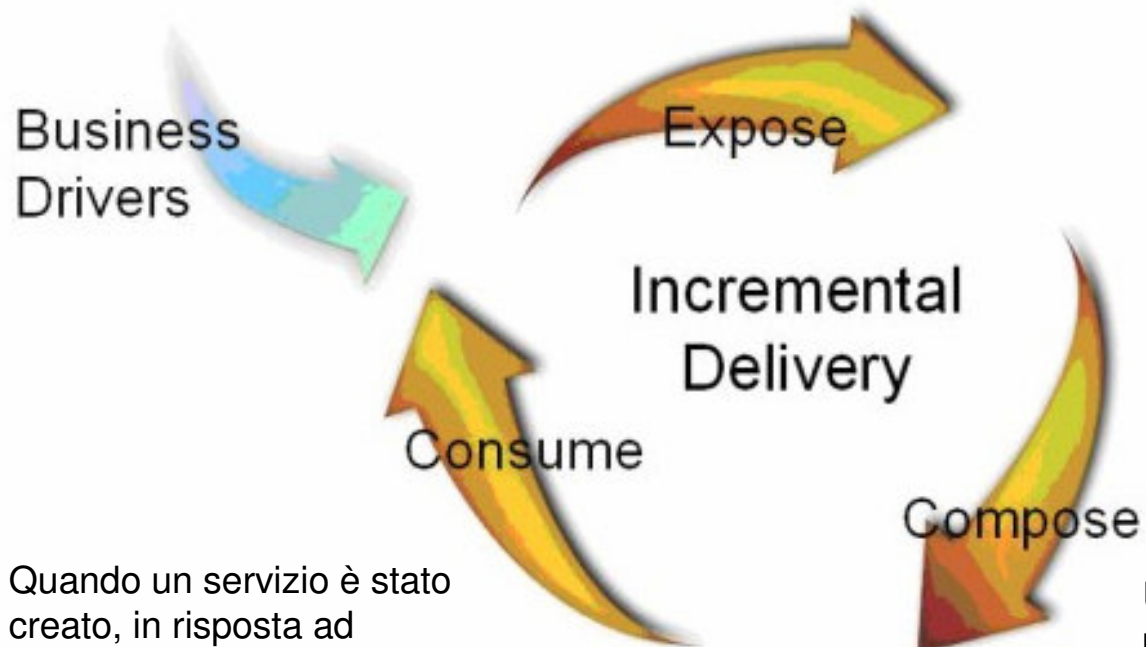 Business
Drivers
Expose
Incremental
Delivery
Consume
Compose
Quando un servizio è stato
creato, in risposta ad